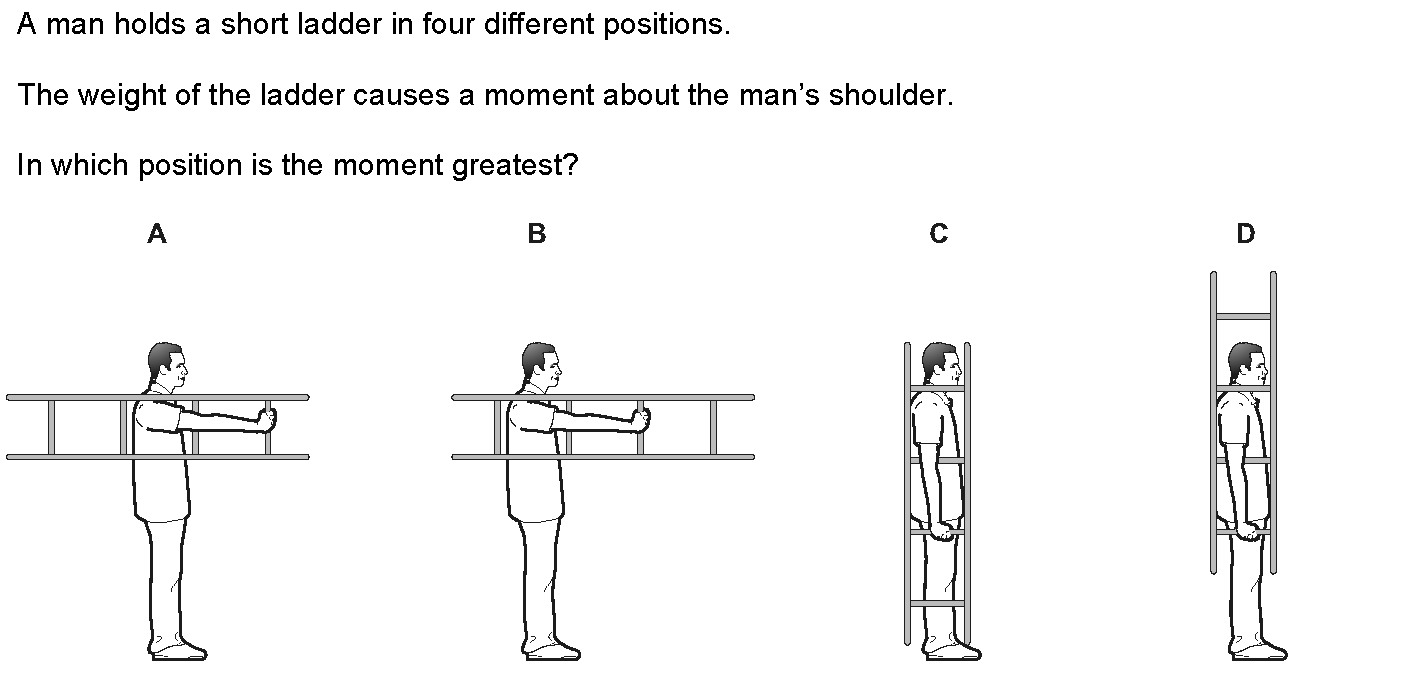 A man holds a short ladder in four different positions.
The weight of the ladder causes a moment about the man's shoulder.
In which position is the moment greatest?
A B C D